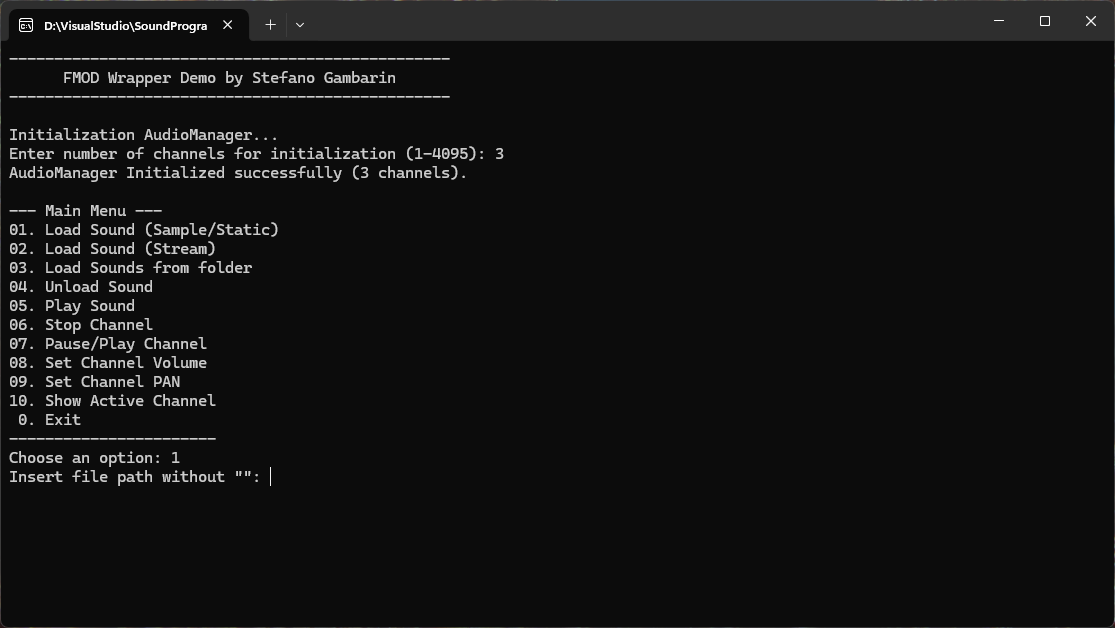 D:\VisualStudio\SoundProgra
-------------------------------------------------
      FMOD Wrapper Demo by Stefano Gambarin
-------------------------------------------------
Initialization AudioManager...
Enter number of channels for initialization (1-4095): 3
AudioManager Initialized successfully (3 channels).
--- Main Menu ---
01. Load Sound (Sample/Static)
02. Load Sound (Stream)
03. Load Sounds from folder
04. Unload Sound
05. Play Sound
06. Stop Channel
07. Pause/Play Channel
08. Set Channel Volume
09. Set Channel PAN
10. Show Active Channel
 0. Exit
-----------------------
Choose an option: 1
Insert file path without "":